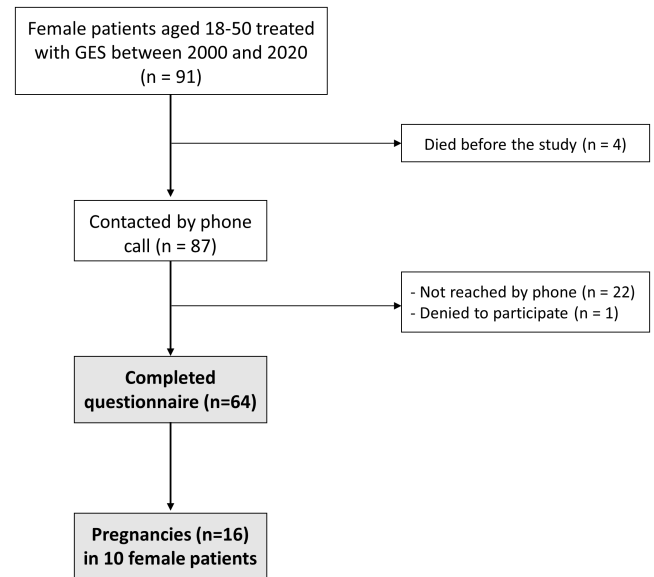 Female patients aged 18-50 treated
with GES between 2000 and 2020
(n = 91)
Died before the study (n = 4)
Contacted by phone
call (n = 87)
- Not reached by phone (n = 22)
- Denied to participate (n = 1)
Completed
questionnaire (n=64)
Pregnancies (n=16)
in 10 female patients